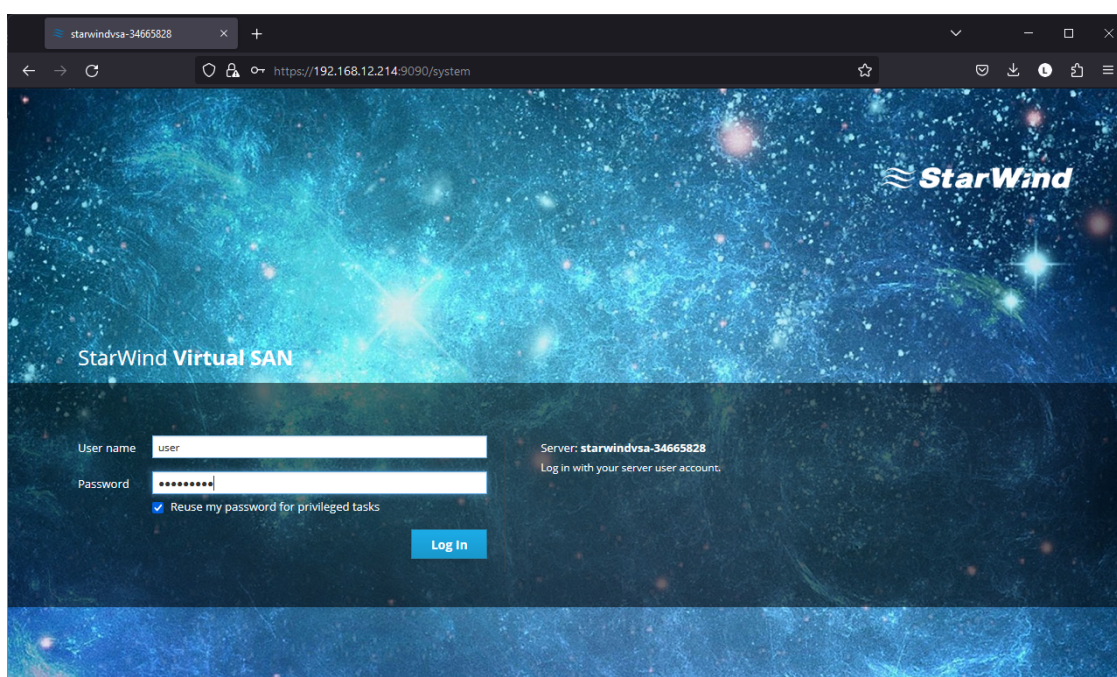 starwindvsa-34665828
https://192.168.12.214:9090/system
L
StarWind
StarWind Virtual SAN
User name user
Password •••••••••
Reuse my password for privileged tasks
Log In
Server: starwindvsa-34665828
Log in with your server user account.